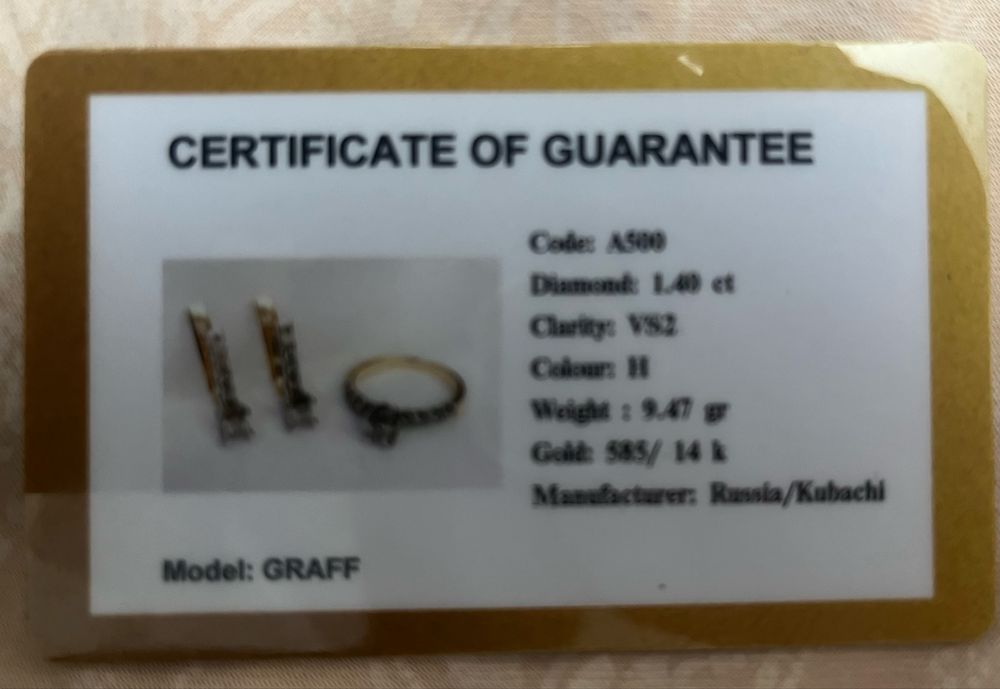 CERTIFICATE OF GUARANTEE
Code: A500
Diamond: 1.40 ct
Clarity: VS2
Colour: H
Weight : 9.47 gr
Gold: 585/ 14 k
Manufacturer: Russia/Kubachi
Model: GRAFF